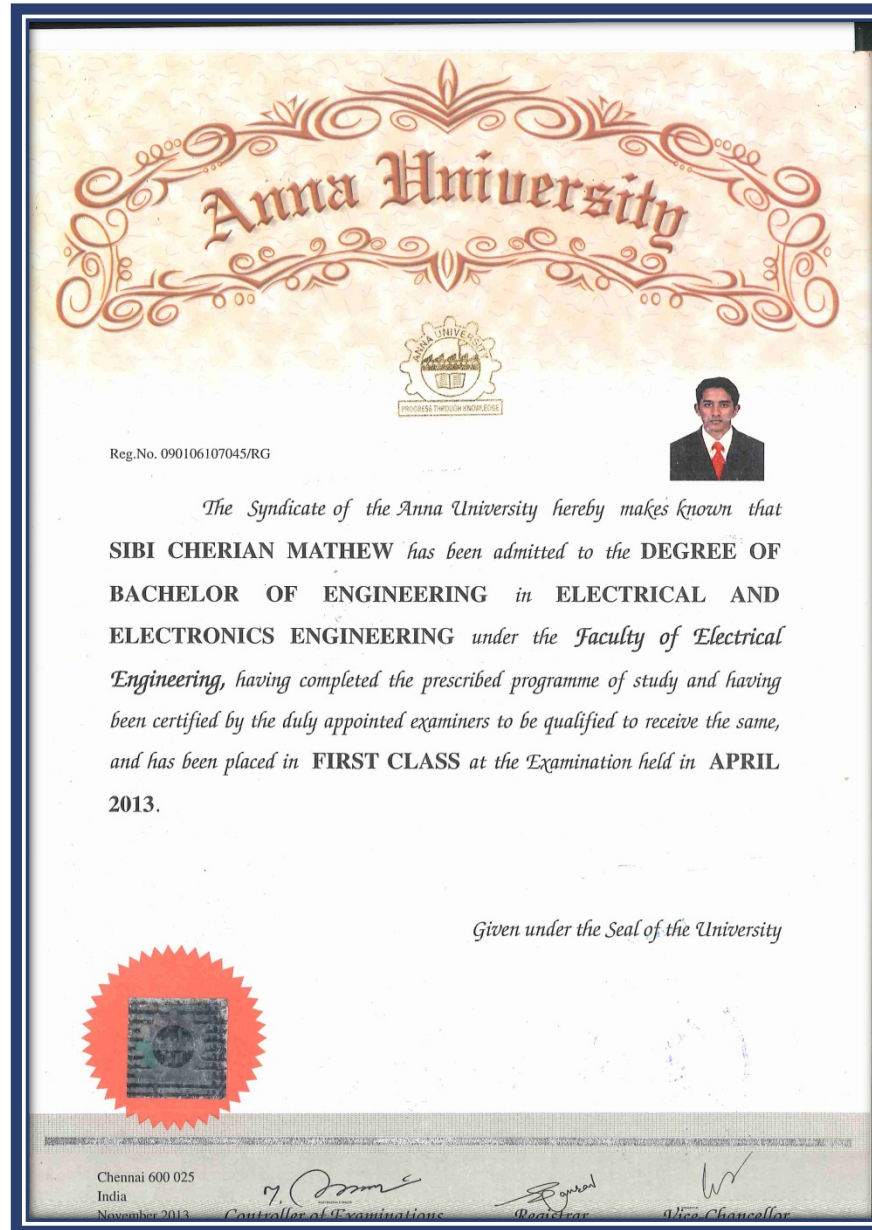 Anna University
ANNA UNIVERSITY
PROGRESS THROUGH KNOWLEDGE
Reg.No. 090106107045/RG
The Syndicate of the Anna University hereby makes known that
SIBI CHERIAN MATHEW has been admitted to the DEGREE OF
BACHELOR OF ENGINEERING in ELECTRICAL AND
ELECTRONICS ENGINEERING under the Faculty of Electrical
Engineering, having completed the prescribed programme of study and having
been certified by the duly appointed examiners to be qualified to receive the same,
and has been placed in FIRST CLASS at the Examination held in APRIL
2013.
Given under the Seal of the University
Chennai 600 025
India
November 2013
Controller of Examinations
Registrar
Vice-Chancellor